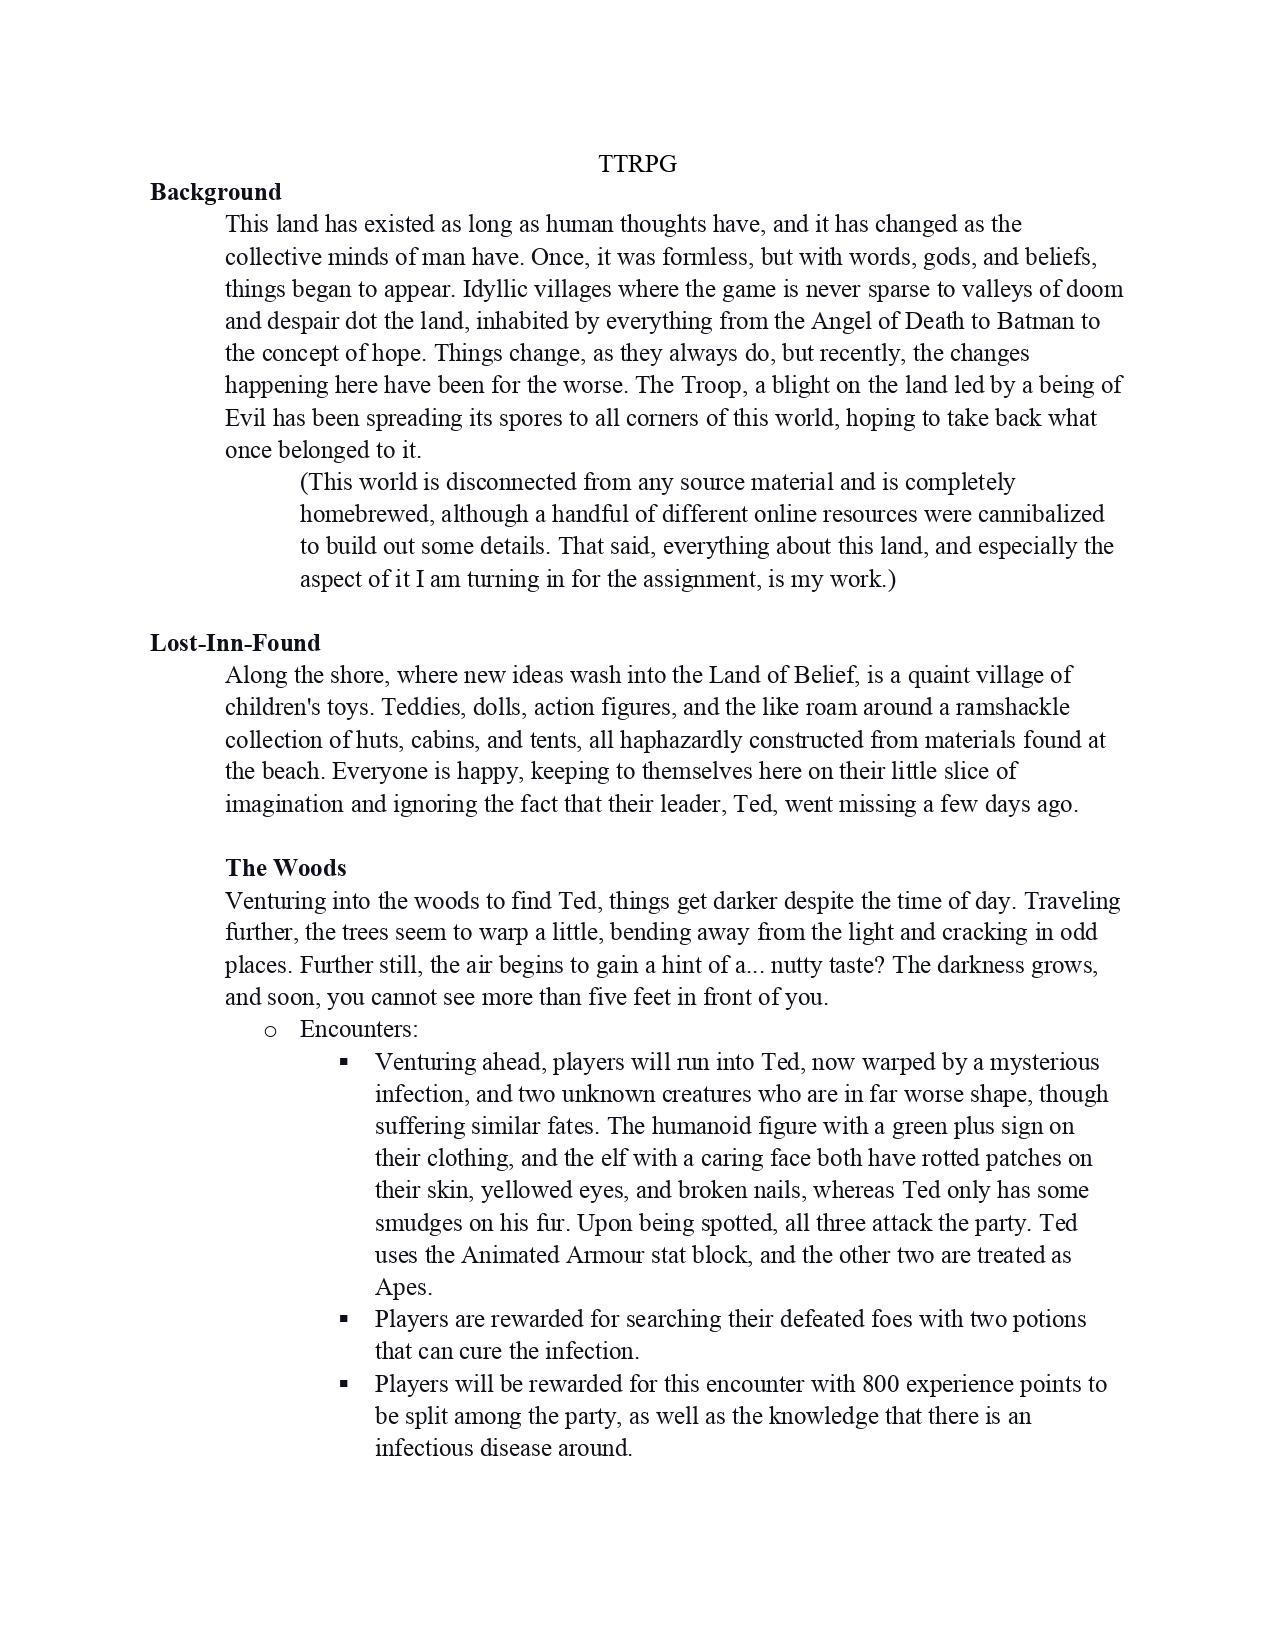 TTRPG
Background
This land has existed as long as human thoughts have, and it has changed as the
collective minds of man have. Once, it was formless, but with words, gods, and beliefs,
things began to appear. Idyllic villages where the game is never sparse to valleys of doom
and despair dot the land, inhabited by everything from the Angel of Death to Batman to
the concept of hope. Things change, as they always do, but recently, the changes
happening here have been for the worse. The Troop, a blight on the land led by a being of
Evil has been spreading its spores to all corners of this world, hoping to take back what
once belonged to it.
(This world is disconnected from any source material and is completely
homebrewed, although a handful of different online resources were cannibalized
to build out some details. That said, everything about this land, and especially the
aspect of it I am turning in for the assignment, is my work.)
Lost-Inn-Found
Along the shore, where new ideas wash into the Land of Belief, is a quaint village of
children's toys. Teddies, dolls, action figures, and the like roam around a ramshackle
collection of huts, cabins, and tents, all haphazardly constructed from materials found at
the beach. Everyone is happy, keeping to themselves here on their little slice of
imagination and ignoring the fact that their leader, Ted, went missing a few days ago.
The Woods
Venturing into the woods to find Ted, things get darker despite the time of day. Traveling
further, the trees seem to warp a little, bending away from the light and cracking in odd
places. Further still, the air begins to gain a hint of a... nutty taste? The darkness grows,
and soon, you cannot see more than five feet in front of you.
o Encounters:
▪ Venturing ahead, players will run into Ted, now warped by a mysterious
infection, and two unknown creatures who are in far worse shape, though
suffering similar fates. The humanoid figure with a green plus sign on
their clothing, and the elf with a caring face both have rotted patches on
their skin, yellowed eyes, and broken nails, whereas Ted only has some
smudges on his fur. Upon being spotted, all three attack the party. Ted
uses the Animated Armour stat block, and the other two are treated as
Apes.
▪ Players are rewarded for searching their defeated foes with two potions
that can cure the infection.
▪ Players will be rewarded for this encounter with 800 experience points to
be split among the party, as well as the knowledge that there is an
infectious disease around.